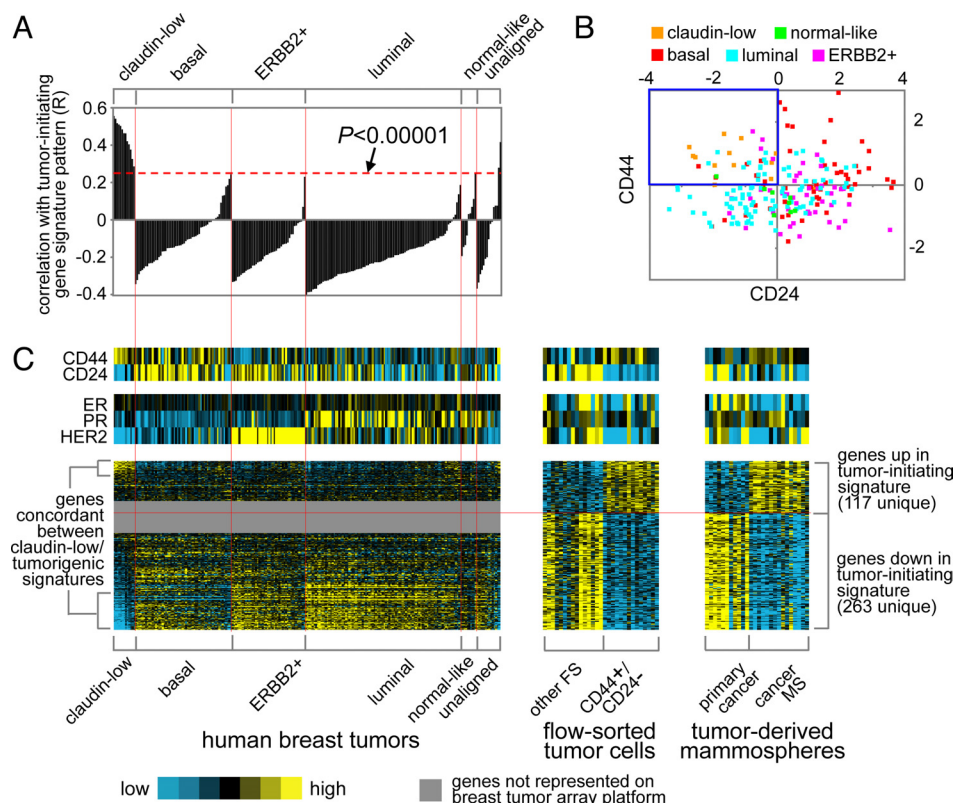 A
claudin-low
basal
ERBB2+
luminal
normal-like
unaligned
correlation with tumor-initiating
gene signature pattern (R)
0.6
0.4
0.2
0
-0.2
-0.4
P<0.00001
B
claudin-low
normal-like
basal
luminal
ERBB2+
-4
-2
0
2
4
2
0
-2
CD44
CD24
C
CD44
CD24
ER
PR
HER2
genes
concordant
between
claudin-low/
tumorigenic
signatures
genes up in
tumor-initiating
signature
(117 unique)
genes down in
tumor-initiating
signature
(263 unique)
claudin-low
basal
ERBB2+
luminal
normal-like
unaligned
human breast tumors
other FS
CD44+/
CD24-
flow-sorted
tumor cells
primary
cancer
cancer
MS
tumor-derived
mammospheres
low
high
genes not represented on
breast tumor array platform